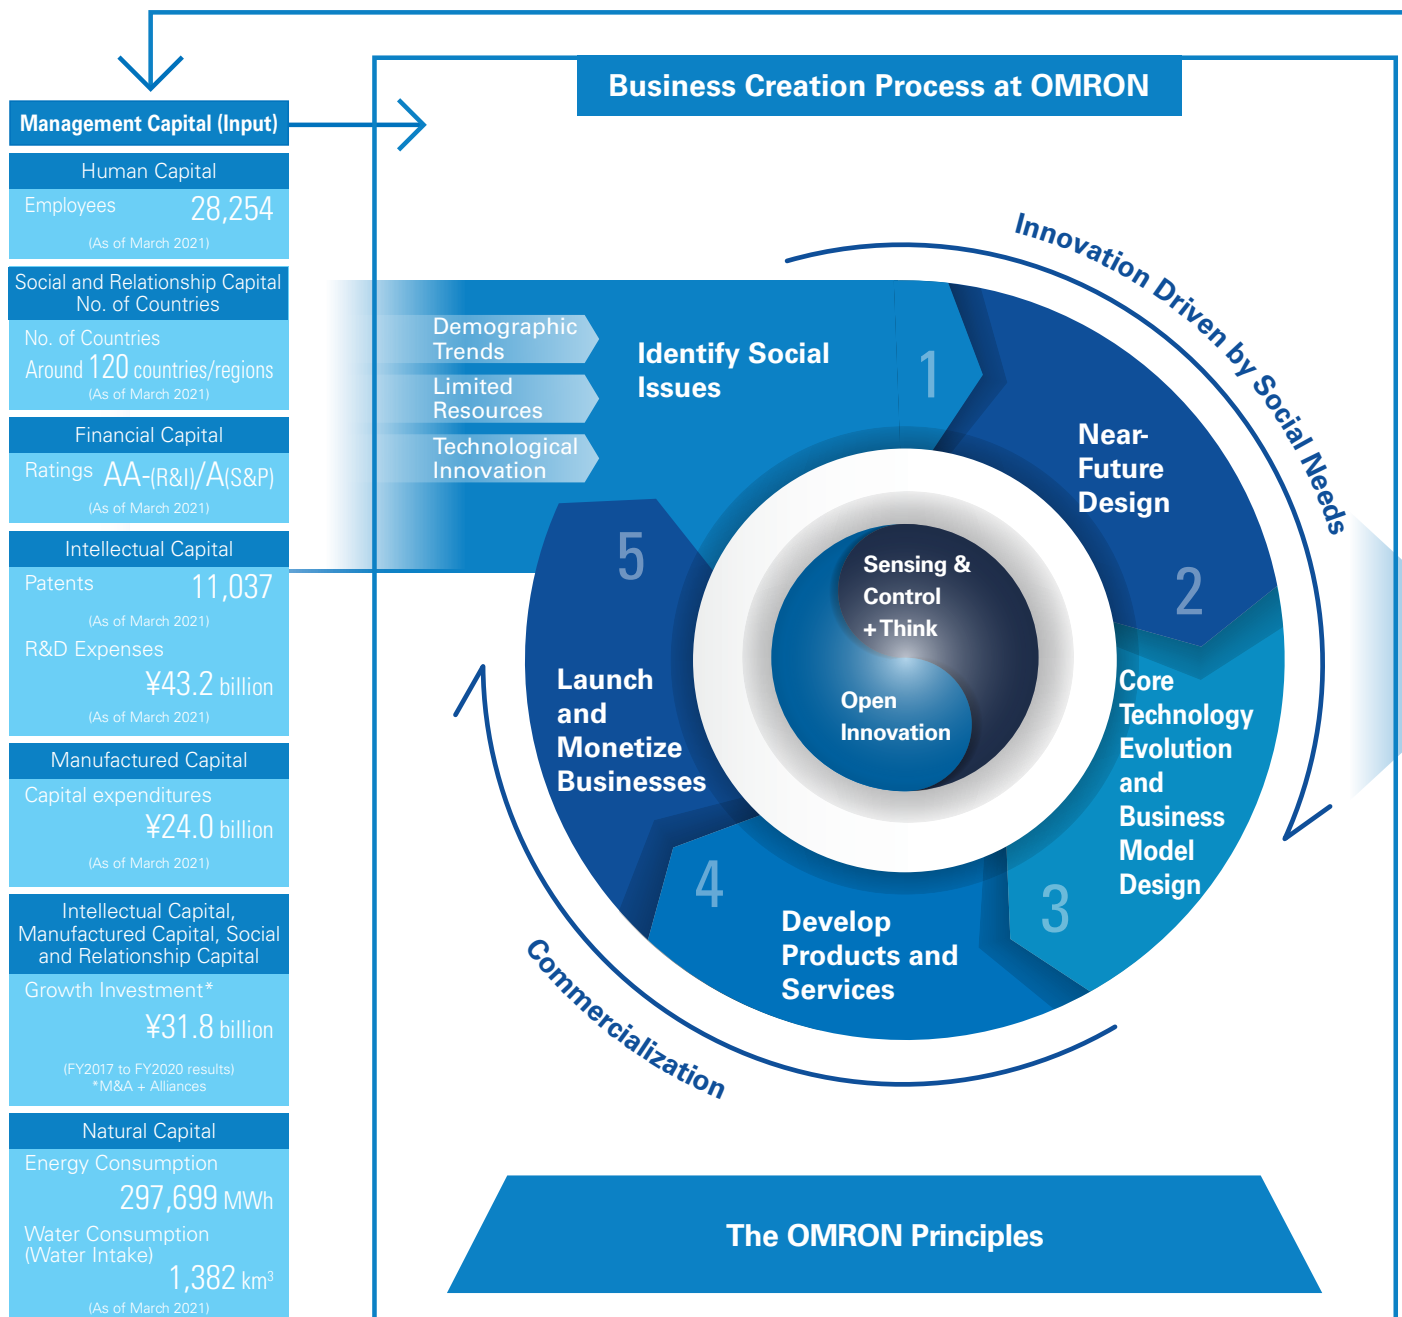 Business Creation Process at OMRON
Management Capital (Input)
Human Capital
Employees 28,254
(As of March 2021)
Social and Relationship Capital
No. of Countries
No. of Countries
Around 120 countries/regions
(As of March 2021)
Financial Capital
Ratings AA-(R&I)/A(S&P)
(As of March 2021)
Intellectual Capital
Patents 11,037
(As of March 2021)
R&D Expenses
¥43.2 billion
(As of March 2021)
Manufactured Capital
Capital expenditures
¥24.0 billion
(As of March 2021)
Intellectual Capital,
Manufactured Capital, Social
and Relationship Capital
Growth Investment*
¥31.8 billion
(FY2017 to FY2020 results)
*M&A + Alliances
Natural Capital
Energy Consumption
297,699 MWh
Water Consumption
(Water Intake)
1,382 km³
(As of March 2021)
Demographic
Trends
Limited
Resources
Technological
Innovation
Identify Social
Issues
1
Innovation Driven by Social Needs
Near-
Future
Design
2
Core
Technology
Evolution
and
Business
Model
Design
3
Develop
Products and
Services
4
Launch
and
Monetize
Businesses
5
Commercialization
Sensing &
Control
+Think
Open
Innovation
The OMRON Principles